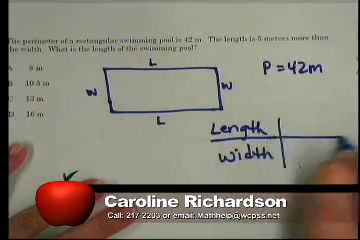 The perimeter of a rectangular swimming pool is 42 m. The length is 5 meters more than
the width. What is the length of the swimming pool?
A 8 m
B 10.5 m
C 13 m
D 16 m
L
W
W
L
P = 42m
Length
Width
Caroline Richardson
Call: 217-2203 or email: Mathhelp@wcpss.net